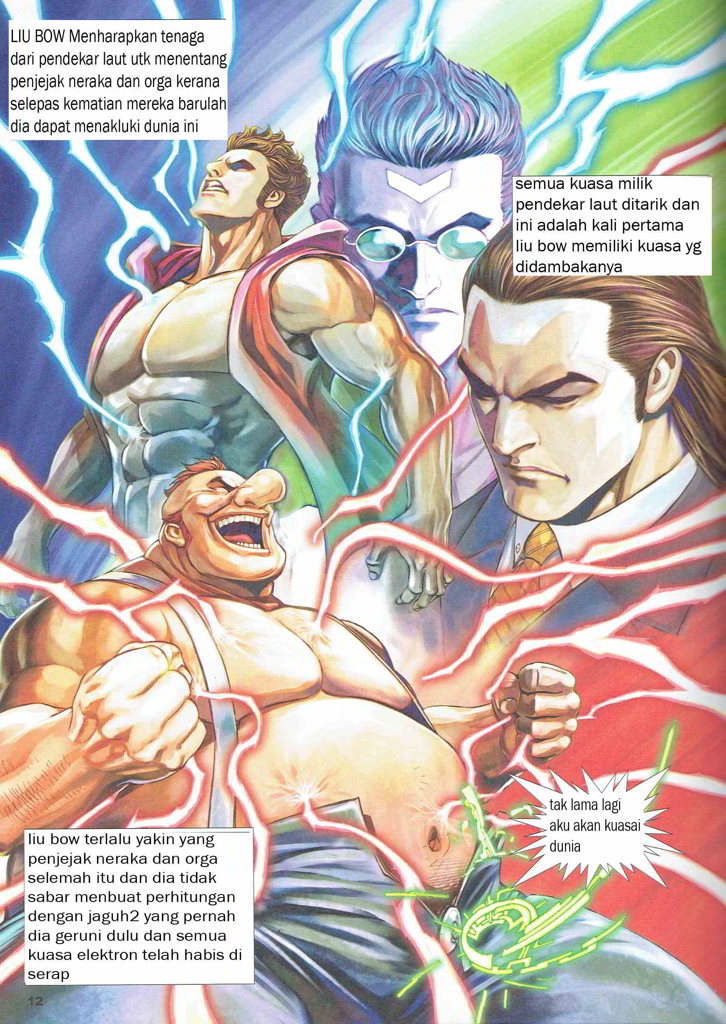 LIU BOW Menharapkan tenaga
dari pendekar laut utk menentang
penjejak neraka dan orga kerana
selepas kematian mereka barulah
dia dapat menakluki dunia ini
semua kuasa milik
pendekar laut ditarik dan
ini adalah kali pertama
liu bow memiliki kuasa yg
didambakanya
tak lama lagi
aku akan kuasai
dunia
liu bow terlalu yakin yang
penjejak neraka dan orga
selemah itu dan dia tidak
sabar membuat perhitungan
dengan jaguh2 yang pernah
dia geruni dulu dan semua
kuasa elektron telah habis di
serap
12